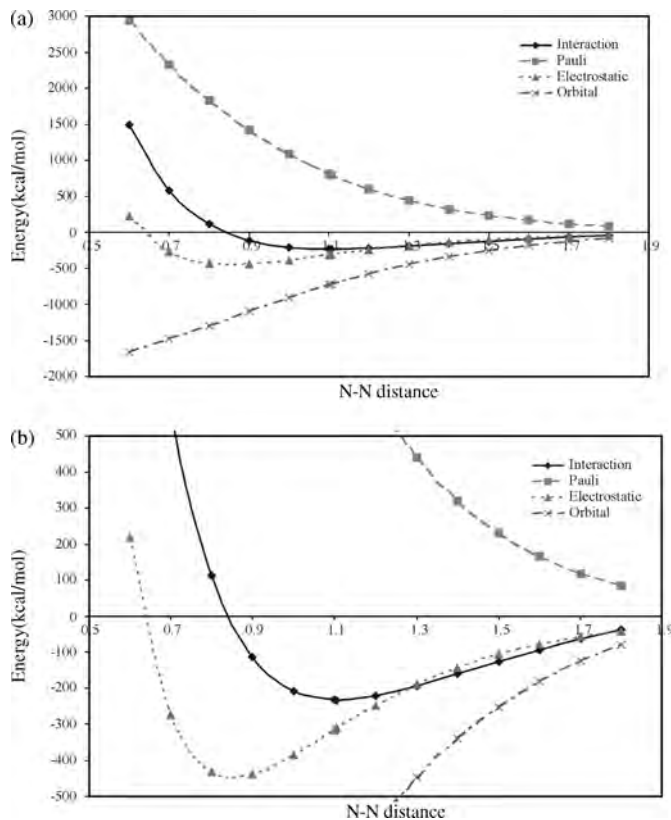 (a)
3000
2500
2000
1500
1000
500
0
-500
-1000
-1500
-2000
Energy(kcal/mol)
0.5 0.7 0.9 1.1 1.3 1.5 1.7 1.9
N-N distance
Interaction
Pauli
Electrostatic
Orbital
(b)
500
400
300
200
100
0
-100
-200
-300
-400
-500
Energy(kcal/mol)
0.5 0.7 0.9 1.1 1.3 1.5 1.7 1.9
N-N distance
Interaction
Pauli
Electrostatic
Orbital